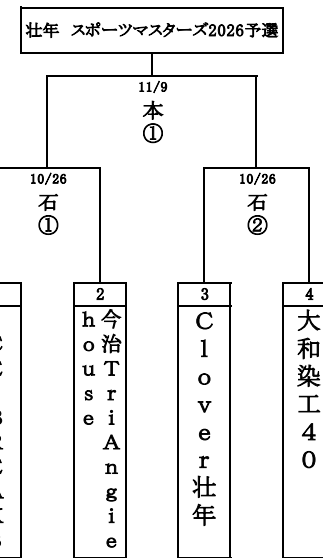 壮年 スポーツマスターズ2026予選
11/9
本
①
10/26
石
①
10/26
石
②
2
今治TriAngie
house
3
Clover壮年
4
大和染工40